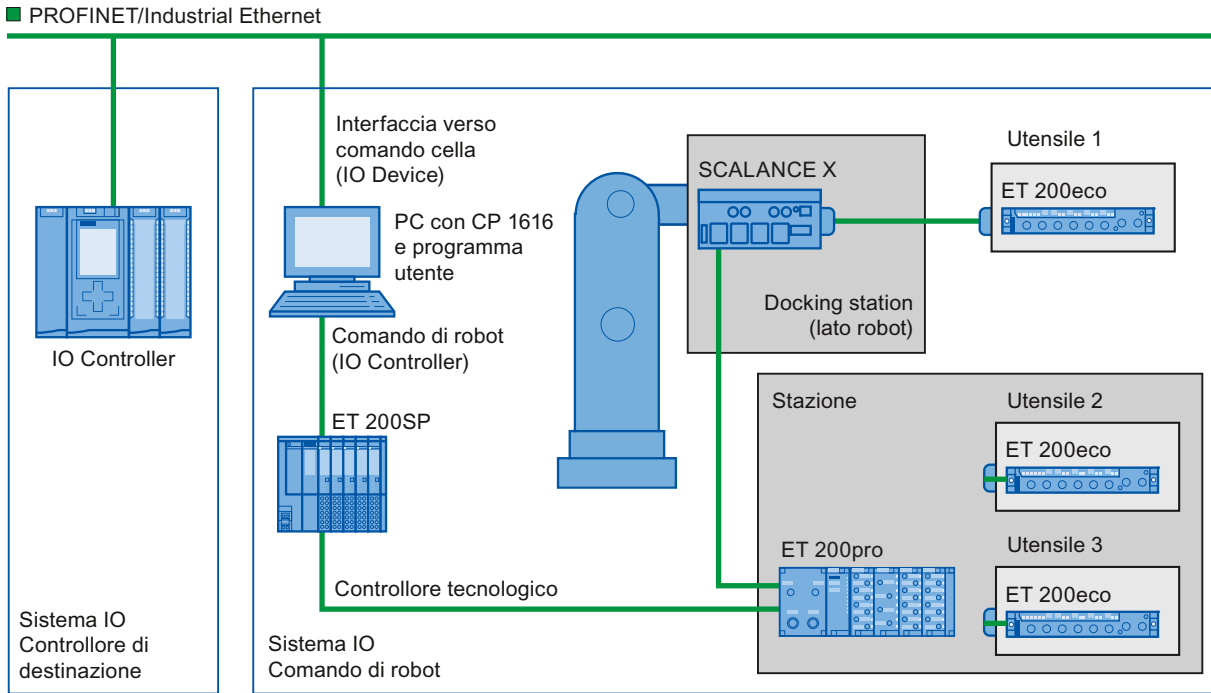 PROFINET/Industrial Ethernet
Interfaccia verso
comando cella
(IO Device)
PC con CP 1616
e programma
utente
Comando di robot
(IO Controller)
ET 200SP
Controllore tecnologico
IO Controller
Sistema IO
Controllore di
destinazione
Sistema IO
Comando di robot
SCALANCE X
Docking station
(lato robot)
Utensile 1
ET 200eco
Stazione
Utensile 2
ET 200eco
ET 200pro
Utensile 3
ET 200eco